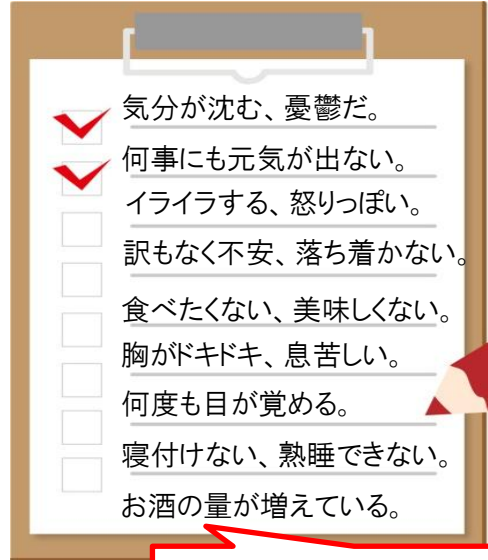 気分が沈む、憂鬱だ。
何事にも元気が出ない。
イライラする、怒りっぽい。
訳もなく不安、落ち着かない。
食べたくない、美味しくない。
胸がドキドキ、息苦しい。
何度も目が覚める。
寝付けない、熟睡できない。
お酒の量が増えている。